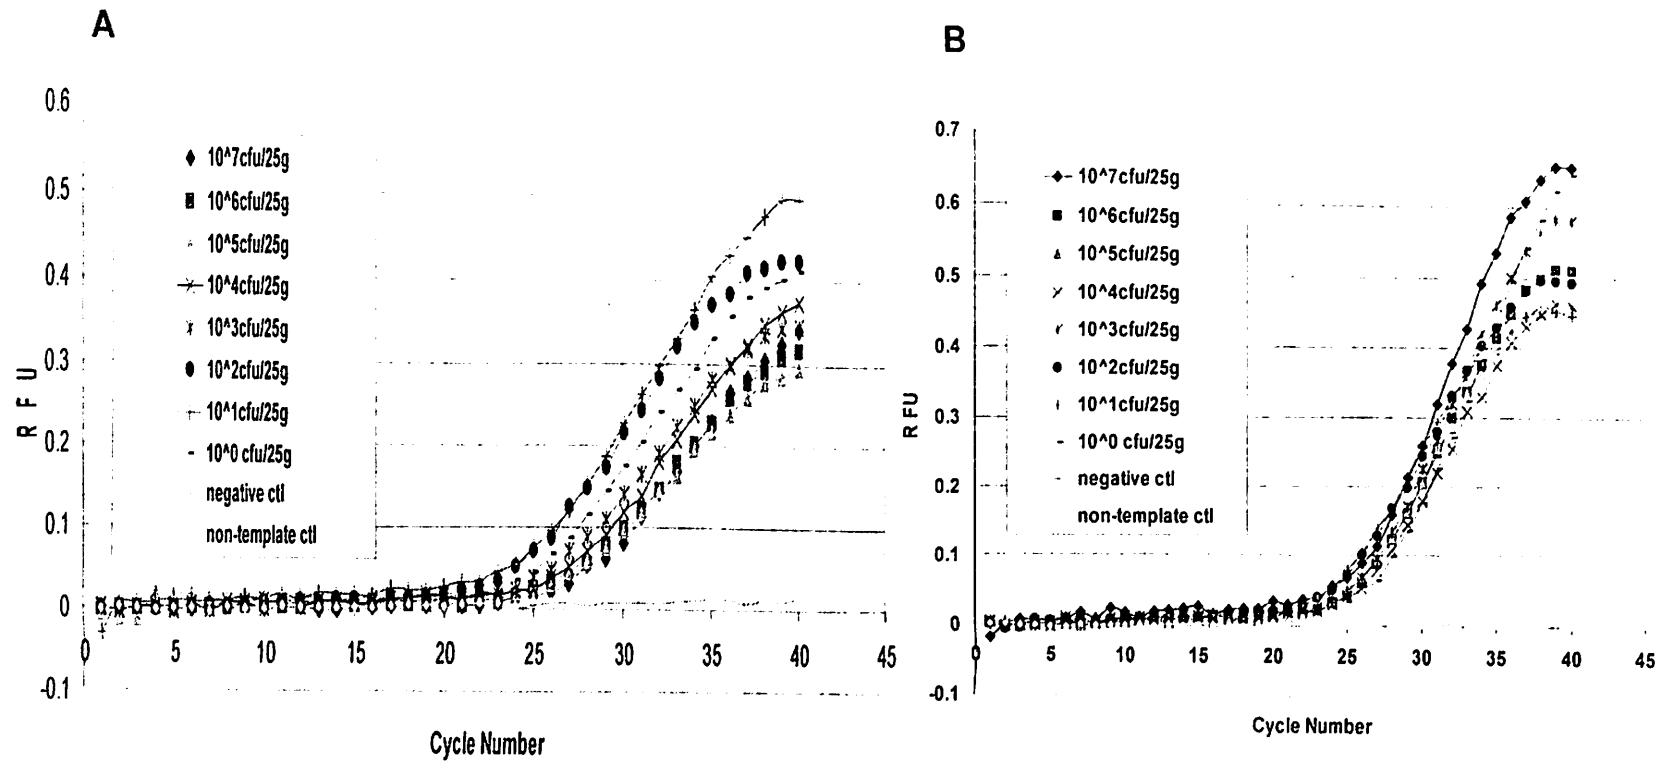 A
0.6
0.5
0.4
0.3
0.2
0.1
0
-0.1
R F U
10^7cfu/25g
10^6cfu/25g
10^5cfu/25g
10^4cfu/25g
10^3cfu/25g
10^2cfu/25g
10^1cfu/25g
10^0 cfu/25g
negative ctl
non-template ctl
0 5 10 15 20 25 30 35 40 45
Cycle Number
B
0.7
0.6
0.5
0.4
0.3
0.2
0.1
0
-0.1
R FU
10^7cfu/25g
10^6cfu/25g
10^5cfu/25g
10^4cfu/25g
10^3cfu/25g
10^2cfu/25g
10^1cfu/25g
10^0 cfu/25g
negative ctl
non-template ctl
0 5 10 15 20 25 30 35 40 45
Cycle Number